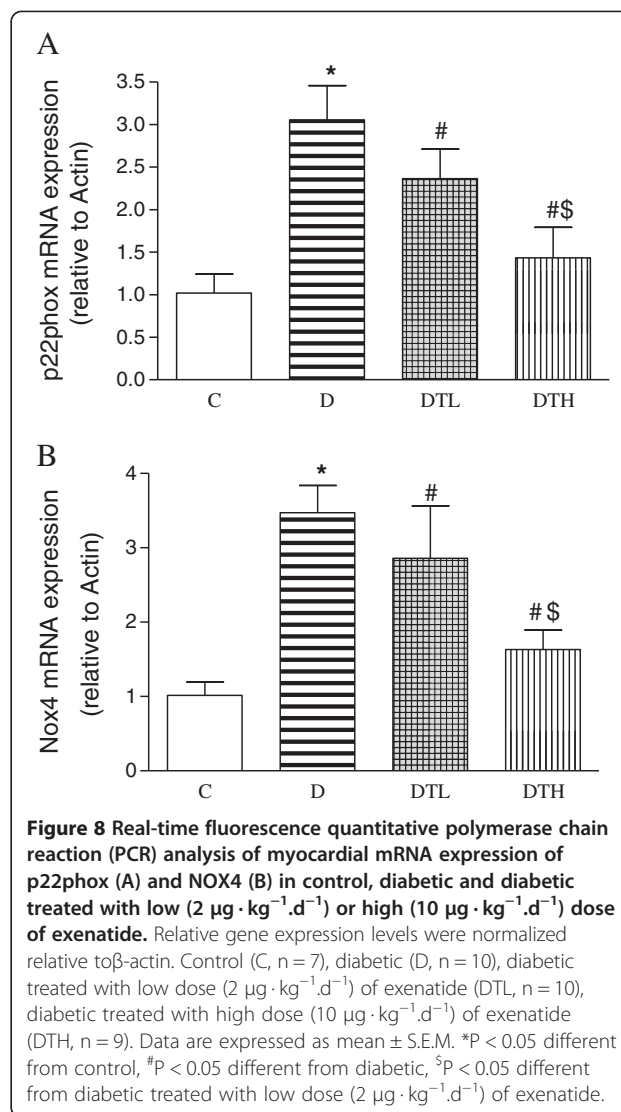 A
p22phox mRNA expression
(relative to Actin)
3.5
3.0
2.5
2.0
1.5
1.0
0.5
0.0
*
#
#$
C D DTL DTH
B
Nox4 mRNA expression
(relative to Actin)
4
3
2
1
0
*
#
# $
C D DTL DTH
Figure 8 Real-time fluorescence quantitative polymerase chain
reaction (PCR) analysis of myocardial mRNA expression of
p22phox (A) and NOX4 (B) in control, diabetic and diabetic
treated with low (2 μg · kg⁻¹.d⁻¹) or high (10 μg · kg⁻¹.d⁻¹) dose
of exenatide. Relative gene expression levels were normalized
relative toβ-actin. Control (C, n = 7), diabetic (D, n = 10), diabetic
treated with low dose (2 μg · kg⁻¹.d⁻¹) of exenatide (DTL, n = 10),
diabetic treated with high dose (10 μg · kg⁻¹.d⁻¹) of exenatide
(DTH, n = 9). Data are expressed as mean ± S.E.M. *P < 0.05 different
from control, #P < 0.05 different from diabetic, $P < 0.05 different
from diabetic treated with low dose (2 μg · kg⁻¹.d⁻¹) of exenatide.